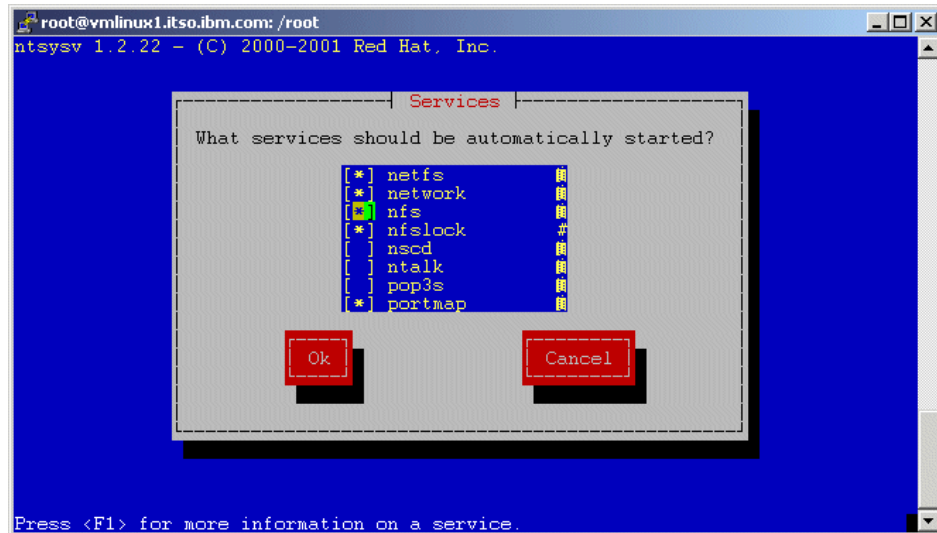 root@vmlinux1.itso.ibm.com: /root
ntsysv 1.2.22 - (C) 2000-2001 Red Hat, Inc.
Services
What services should be automatically started?
[*] netfs
[*] network
[*] nfs
[*] nfslock #
[ ] nscd
[ ] ntalk
[ ] pop3s
[*] portmap
Ok Cancel
Press <F1> for more information on a service.